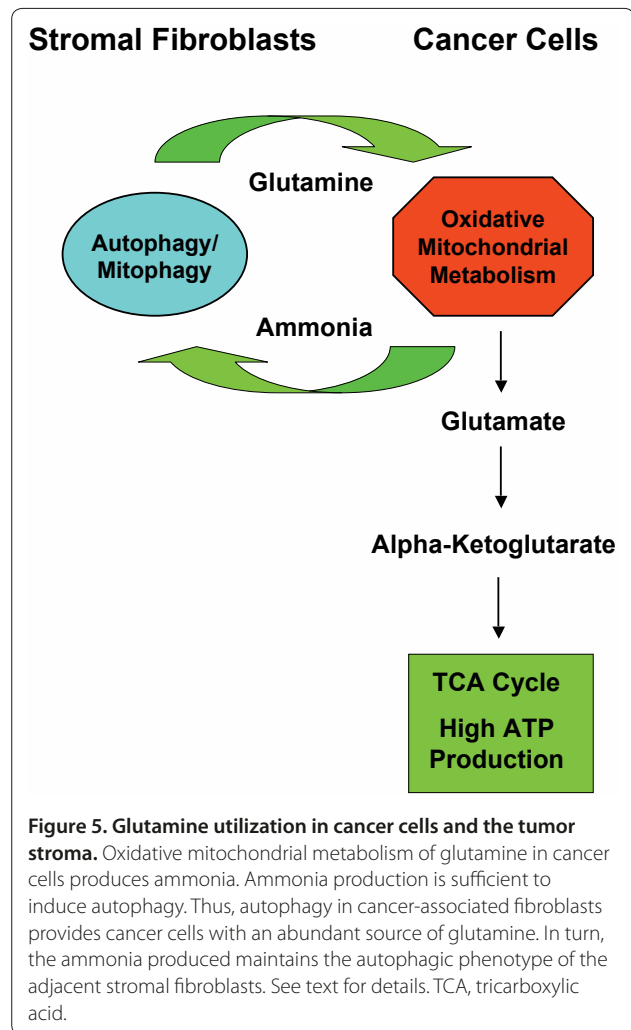 Stromal Fibroblasts Cancer Cells
Glutamine
Autophagy/
Mitophagy
Oxidative
Mitochondrial
Metabolism
Ammonia
Glutamate
Alpha-Ketoglutarate
TCA Cycle
High ATP
Production
Figure 5. Glutamine utilization in cancer cells and the tumor
stroma. Oxidative mitochondrial metabolism of glutamine in cancer
cells produces ammonia. Ammonia production is sufficient to
induce autophagy. Thus, autophagy in cancer-associated fibroblasts
provides cancer cells with an abundant source of glutamine. In turn,
the ammonia produced maintains the autophagic phenotype of the
adjacent stromal fibroblasts. See text for details. TCA, tricarboxylic
acid.